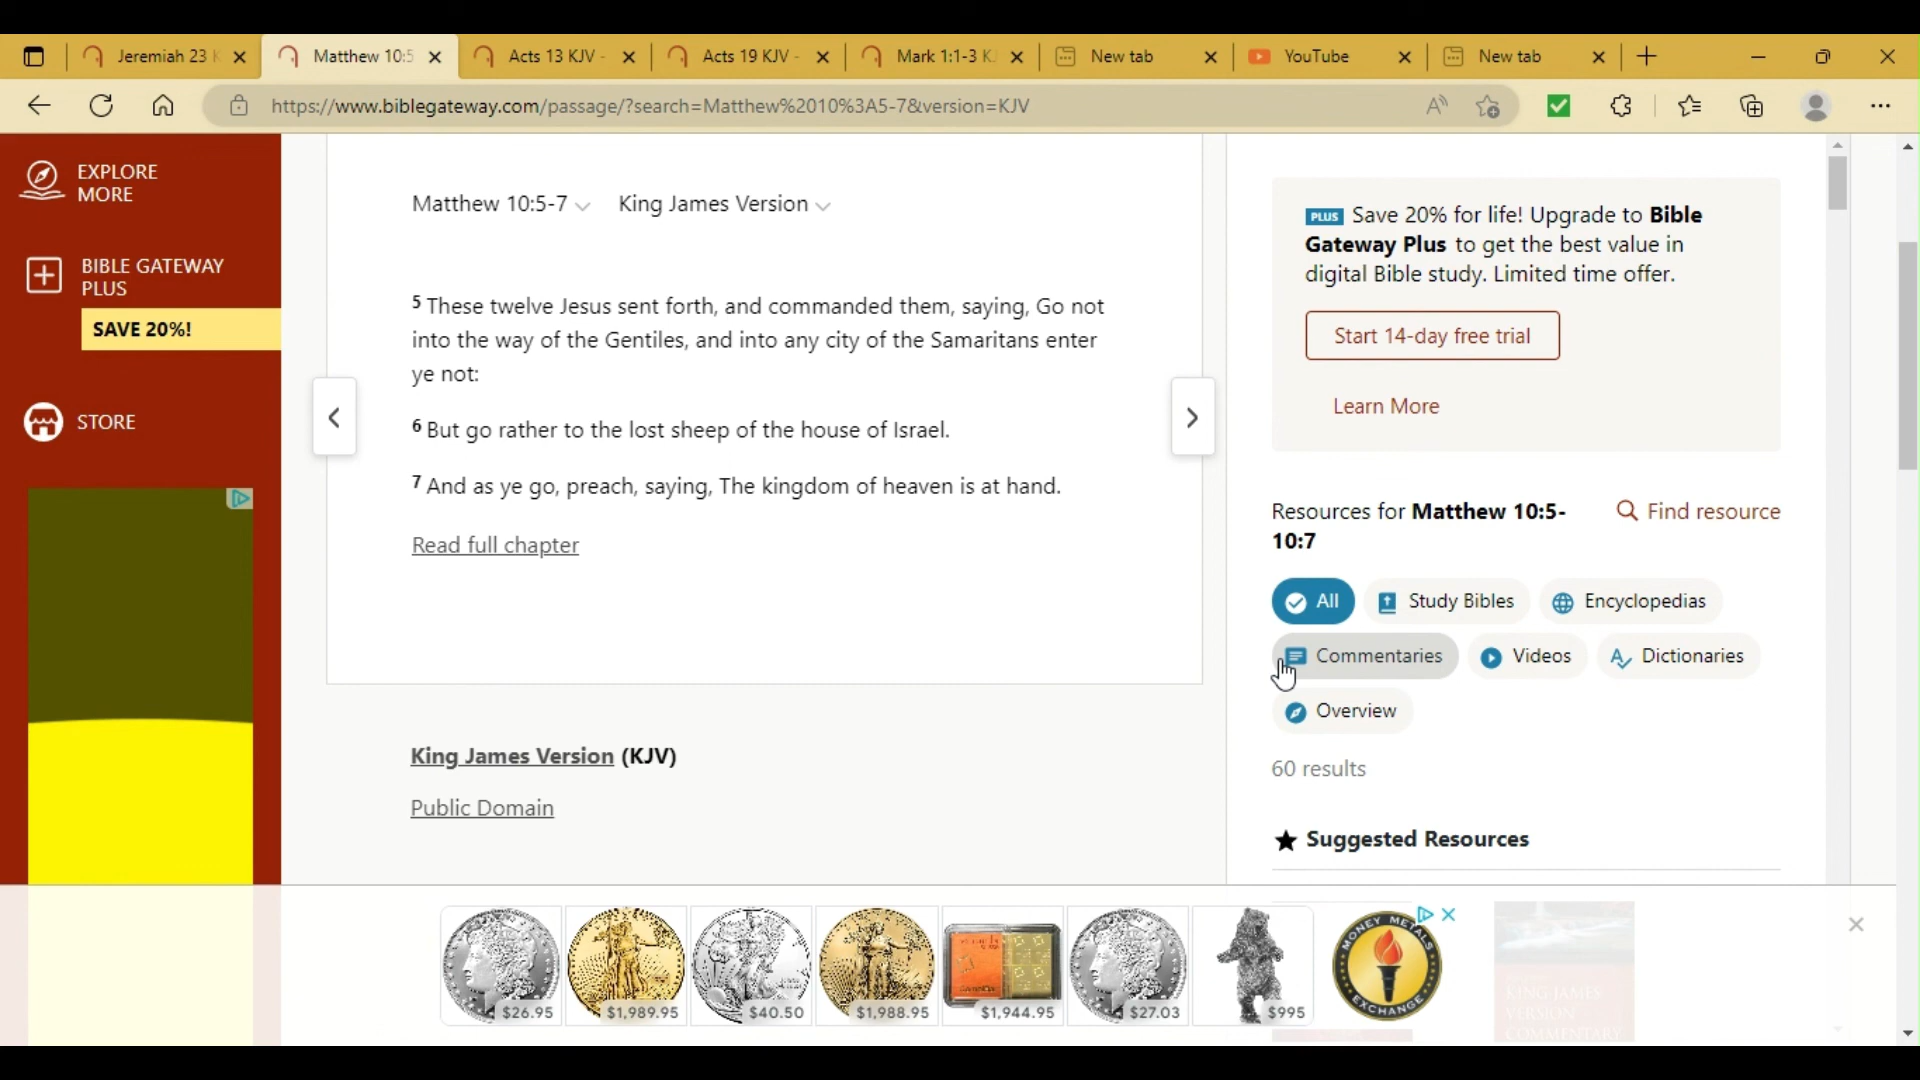 Jeremiah 23 K
Matthew 10:5
Acts 13 KJV -
Acts 19 KJV -
Mark 1:1-3 KJ
New tab
YouTube
New tab
https://www.biblegateway.com/passage/?search=Matthew%2010%3A5-7&version=KJV
EXPLORE
MORE
BIBLE GATEWAY
PLUS
SAVE 20%!
STORE
Matthew 10:5-7
King James Version
5 These twelve Jesus sent forth, and commanded them, saying, Go not
into the way of the Gentiles, and into any city of the Samaritans enter
ye not:
6 But go rather to the lost sheep of the house of Israel.
7 And as ye go, preach, saying, The kingdom of heaven is at hand.
Read full chapter
King James Version (KJV)
Public Domain
PLUS Save 20% for life! Upgrade to Bible
Gateway Plus to get the best value in
digital Bible study. Limited time offer.
Start 14-day free trial
Learn More
Resources for Matthew 10:5-
10:7
Find resource
All
Study Bibles
Encyclopedias
Commentaries
Videos
Dictionaries
Overview
60 results
Suggested Resources
$26.95
$1,989.95
$40.50
$1,988.95
$1,944.95
$27.03
$995
MONEY METALS
EXCHANGE
KING JAMES
VERSION
COMMENTARY